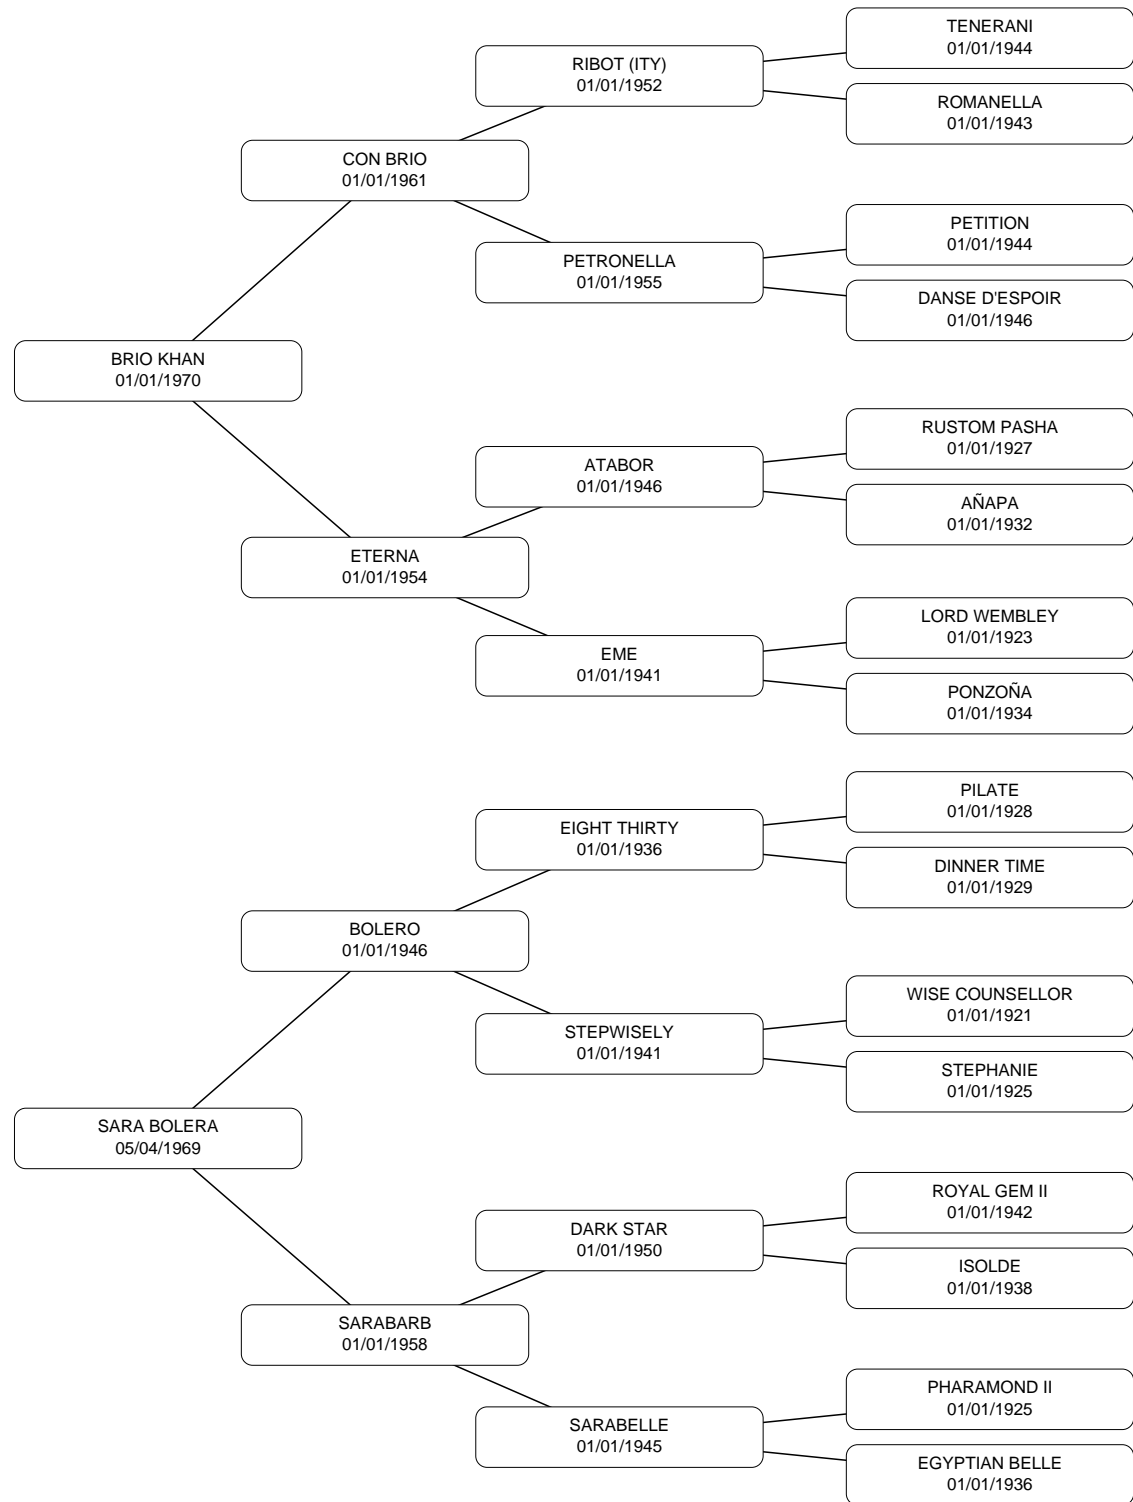 TENERANI
01/01/1944
RIBOT (ITY)
01/01/1952
ROMANELLA
01/01/1943
CON BRIO
01/01/1961
PETITION
01/01/1944
PETRONELLA
01/01/1955
DANSE D'ESPOIR
01/01/1946
BRIO KHAN
01/01/1970
RUSTOM PASHA
01/01/1927
ATABOR
01/01/1946
AÑAPA
01/01/1932
ETERNA
01/01/1954
LORD WEMBLEY
01/01/1923
EME
01/01/1941
PONZOÑA
01/01/1934
PILATE
01/01/1928
EIGHT THIRTY
01/01/1936
DINNER TIME
01/01/1929
BOLERO
01/01/1946
WISE COUNSELLOR
01/01/1921
STEPWISELY
01/01/1941
STEPHANIE
01/01/1925
SARA BOLERA
05/04/1969
ROYAL GEM II
01/01/1942
DARK STAR
01/01/1950
ISOLDE
01/01/1938
SARABARB
01/01/1958
PHARAMOND II
01/01/1925
SARABELLE
01/01/1945
EGYPTIAN BELLE
01/01/1936